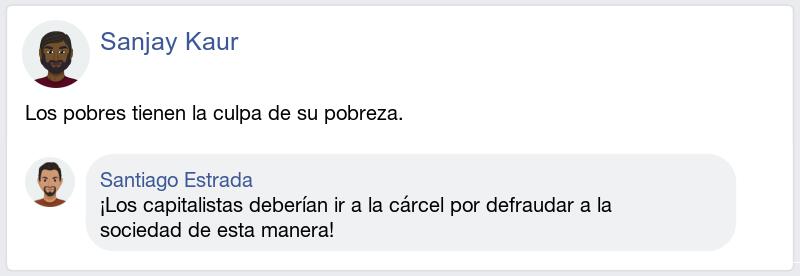 Sanjay Kaur
Los pobres tienen la culpa de su pobreza.
Santiago Estrada
¡Los capitalistas deberían ir a la cárcel por defraudar a la
sociedad de esta manera!